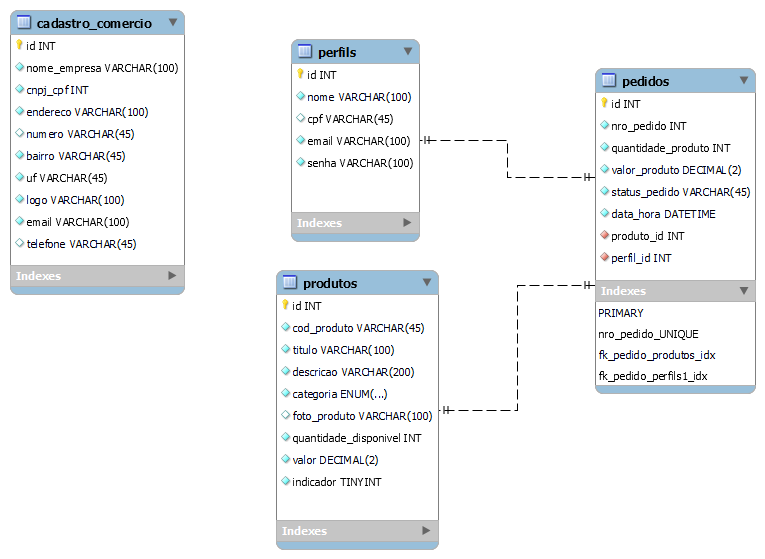 cadastro_comercio
id INT
nome_empresa VARCHAR(100)
cnpj_cpf INT
endereco VARCHAR(100)
numero VARCHAR(45)
bairro VARCHAR(45)
uf VARCHAR(45)
logo VARCHAR(100)
email VARCHAR(100)
telefone VARCHAR(45)
Indexes
perfils
id INT
nome VARCHAR(100)
cpf VARCHAR(45)
email VARCHAR(100)
senha VARCHAR(100)
Indexes
pedidos
id INT
nro_pedido INT
quantidade_produto INT
valor_produto DECIMAL(2)
status_pedido VARCHAR(45)
data_hora DATETIME
produto_id INT
perfil_id INT
Indexes
PRIMARY
nro_pedido_UNIQUE
fk_pedido_produtos_idx
fk_pedido_perfils1_idx
produtos
id INT
cod_produto VARCHAR(45)
titulo VARCHAR(100)
descricao VARCHAR(200)
categoria ENUM(...)
foto_produto VARCHAR(100)
quantidade_disponivel INT
valor DECIMAL(2)
indicador TINYINT
Indexes